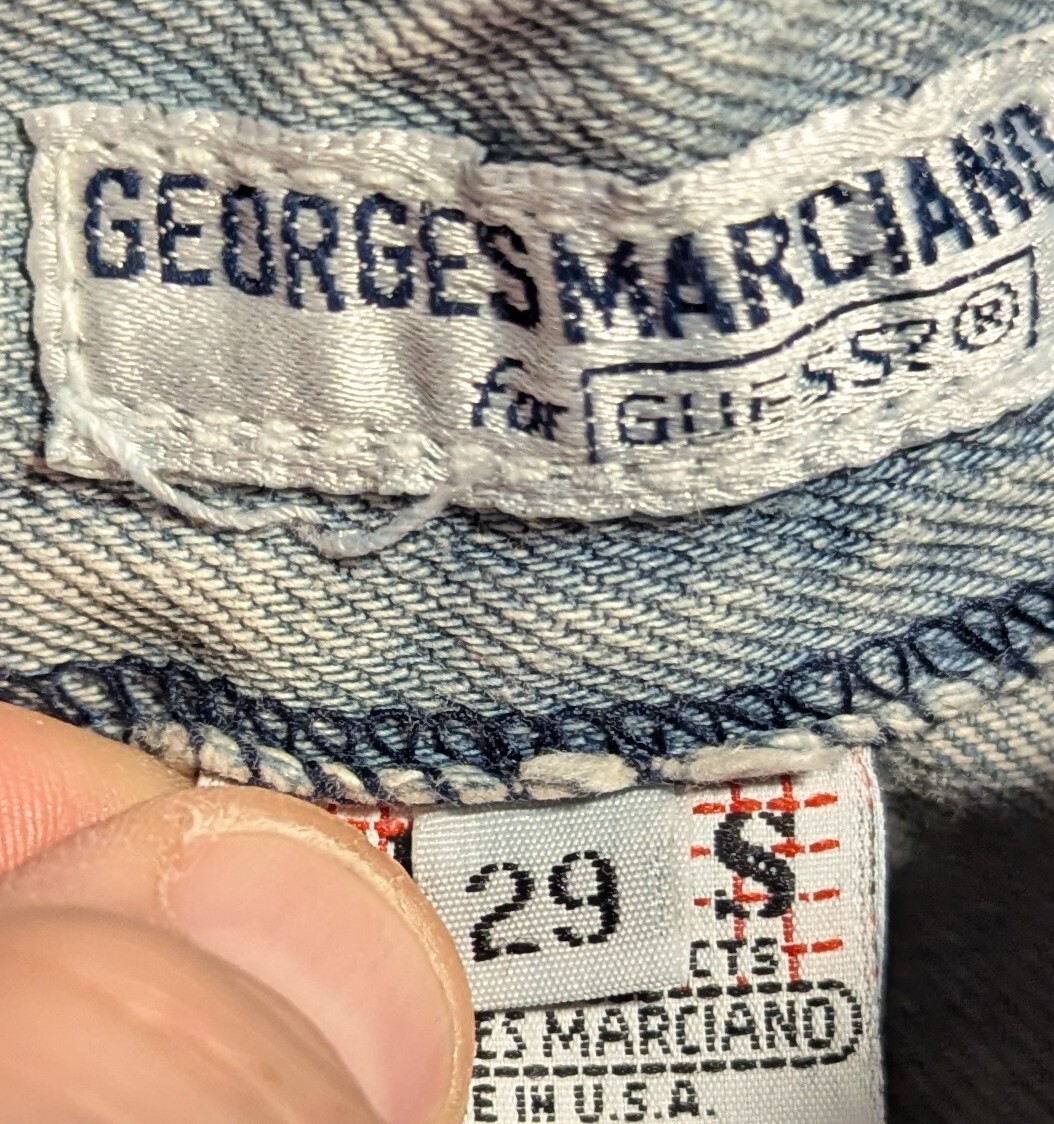 GEORGES MARCIANO
for GUESS? ®
29
S
CTS
ES MARCIANO
E IN U.S.A.